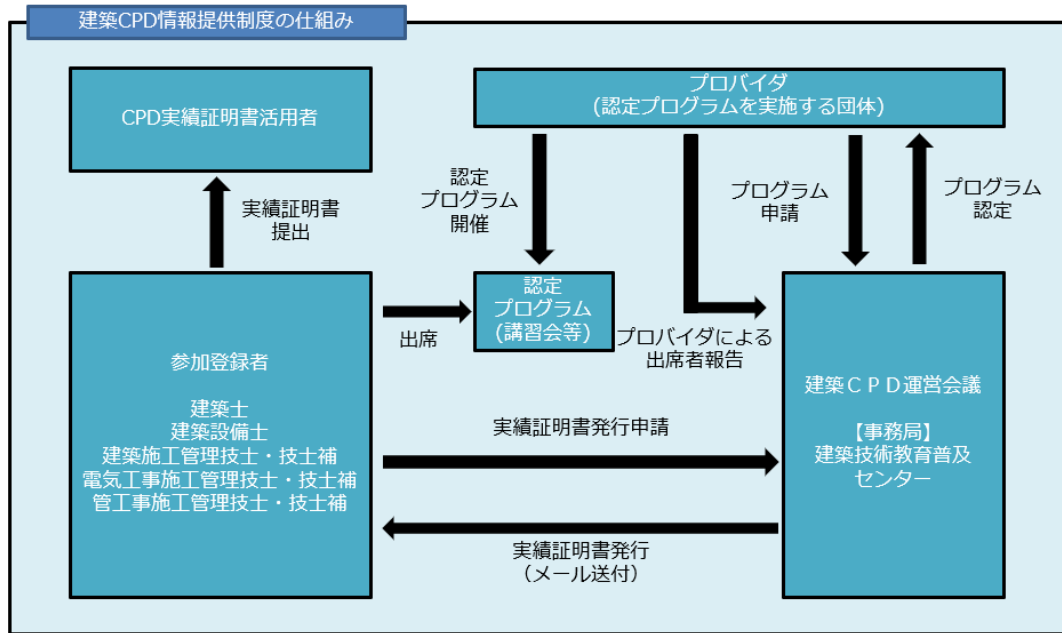 建築CPD情報提供制度の仕組み
CPD実績証明書活用者
プロバイダ
(認定プログラムを実施する団体)
実績証明書
提出
認定
プログラム
開催
プログラム
申請
プログラム
認定
参加登録者
建築士
建築設備士
建築施工管理技士・技士補
電気工事施工管理技士・技士補
管工事施工管理技士・技士補
出席
認定
プログラム
(講習会等)
プロバイダによる
出席者報告
実績証明書発行申請
実績証明書発行
（メール送付）
建築ＣＰＤ運営会議
【事務局】
建築技術教育普及
センター